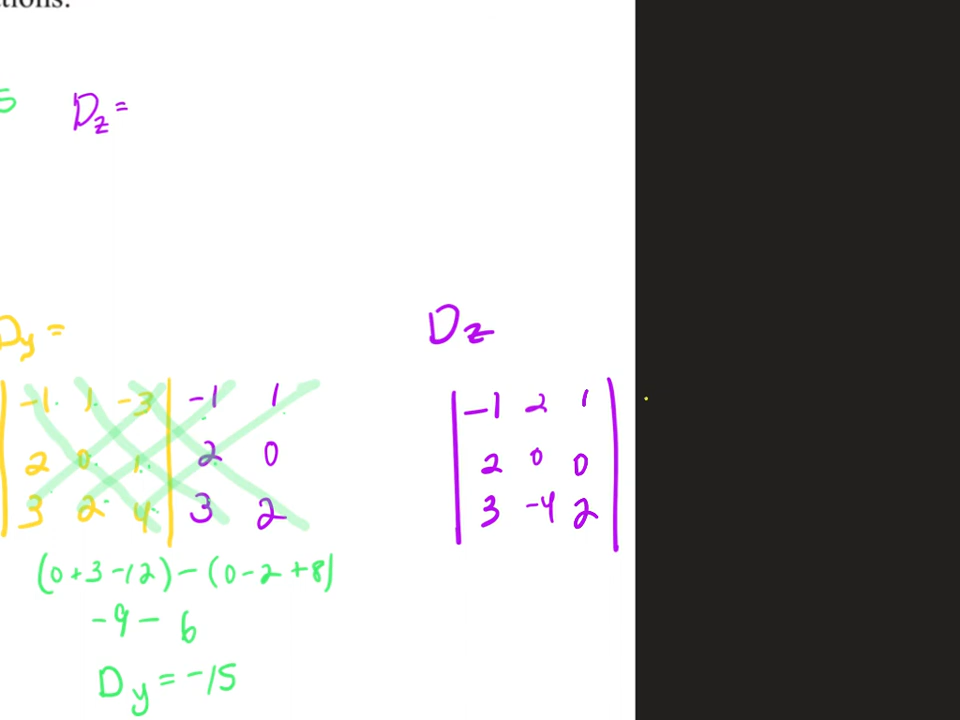 tions.
5 Dz =
Dy = Dz
-1 1 -3 | -1 1 | -1 2 1 |
2 0 1 | 2 0 | 2 0 0 |
3 2 4 | 3 2 | 3 -4 2 |
(0+3-12)-(0-2+8)
-9 - 6
Dy = -15